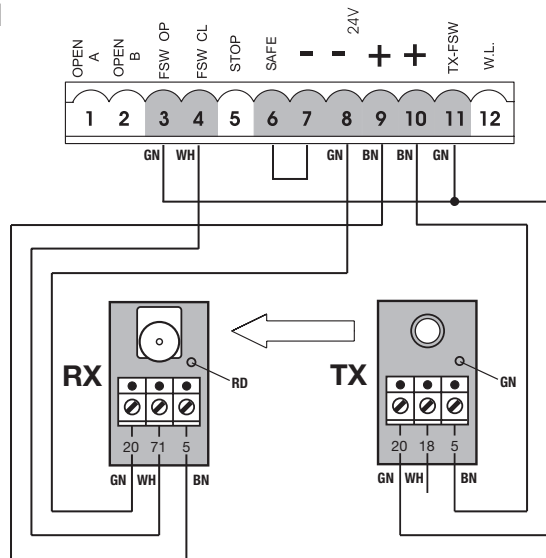 OPEN A
OPEN B
FSW OP
FSW CL
STOP
SAFE
-
-
24V
+
+
TX-FSW
W.L.
1 2 3 4 5 6 7 8 9 10 11 12
GN WH GN BN BN GN
RX
RD
20 71 5
GN WH BN
TX
GN
20 18 5
GN WH BN